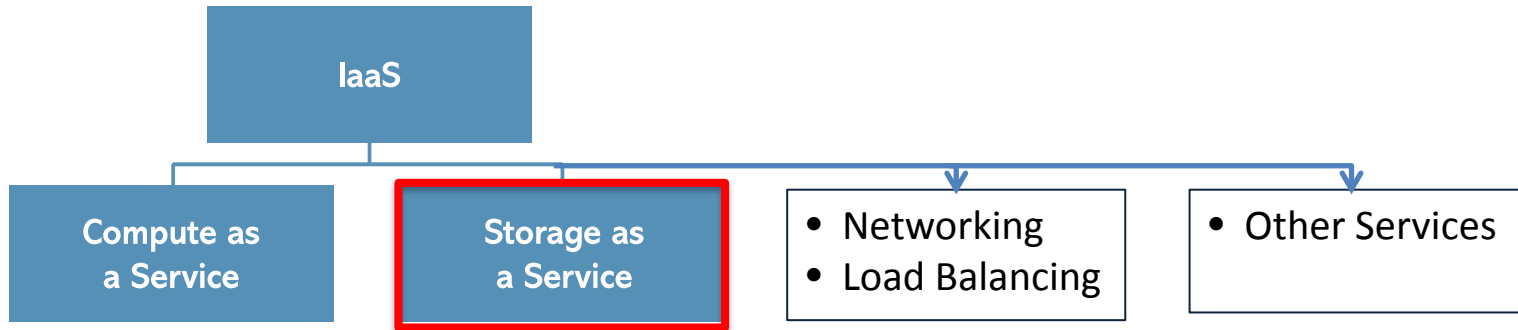 IaaS
Compute as
a Service
Storage as
a Service
• Networking
• Load Balancing
• Other Services